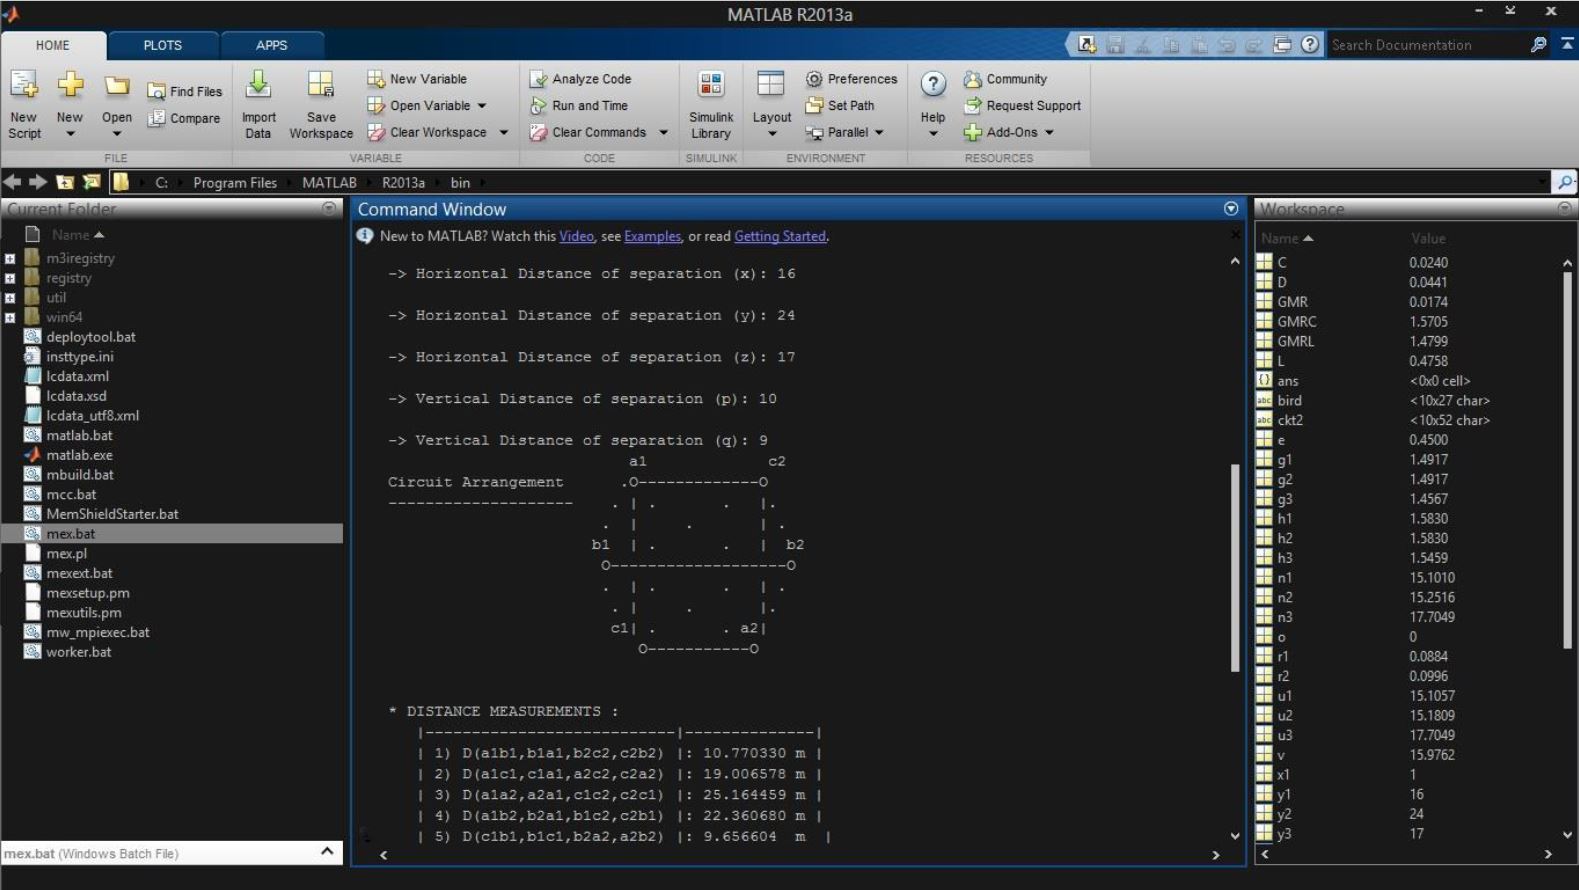 MATLAB R2013a
HOME PLOTS APPS
Search Documentation
New Script
New
Open
Find Files
Compare
Import Data
Save Workspace
New Variable
Open Variable
Clear Workspace
Analyze Code
Run and Time
Clear Commands
Simulink Library
Layout
Preferences
Set Path
Parallel
Help
Community
Request Support
Add-Ons
FILE VARIABLE CODE SIMULINK ENVIRONMENT RESOURCES
C: Program Files MATLAB R2013a bin
Current Folder
Name
m3iregistry
registry
util
win64
deploytool.bat
insttype.ini
lcdata.xml
lcdata.xsd
lcdata_utf8.xml
matlab.bat
matlab.exe
mbuild.bat
mcc.bat
MemShieldStarter.bat
mex.bat
mex.pl
mexext.bat
mexsetup.pm
mexutils.pm
mw_mpiexec.bat
worker.bat
mex.bat (Windows Batch File)
Command Window
New to MATLAB? Watch this Video, see Examples, or read Getting Started.
-> Horizontal Distance of separation (x): 16
-> Horizontal Distance of separation (y): 24
-> Horizontal Distance of separation (z): 17
-> Vertical Distance of separation (p): 10
-> Vertical Distance of separation (q): 9
a1 c2
Circuit Arrangement .O-------------O
-------------------- . | . . |.
. | . | .
b1 | . . | b2
O-------------------O
. | . . | .
. | . |.
c1| . . a2|
O-----------O
* DISTANCE MEASUREMENTS :
|---------------------------|--------------|
| 1) D(a1b1,b1a1,b2c2,c2b2) |: 10.770330 m |
| 2) D(a1c1,c1a1,a2c2,c2a2) |: 19.006578 m |
| 3) D(a1a2,a2a1,c1c2,c2c1) |: 25.164459 m |
| 4) D(a1b2,b2a1,b1c2,c2b1) |: 22.360680 m |
| 5) D(c1b1,b1c1,b2a2,a2b2) |: 9.656604 m |
Workspace
Name Value
C 0.0240
D 0.0441
GMR 0.0174
GMRC 1.5705
GMRL 1.4799
L 0.4758
ans <0x0 cell>
bird <10x27 char>
ckt2 <10x52 char>
e 0.4500
g1 1.4917
g2 1.4917
g3 1.4567
h1 1.5830
h2 1.5830
h3 1.5459
n1 15.1010
n2 15.2516
n3 17.7049
o 0
r1 0.0884
r2 0.0996
u1 15.1057
u2 15.1809
u3 17.7049
v 15.9762
x1 1
y1 16
y2 24
y3 17